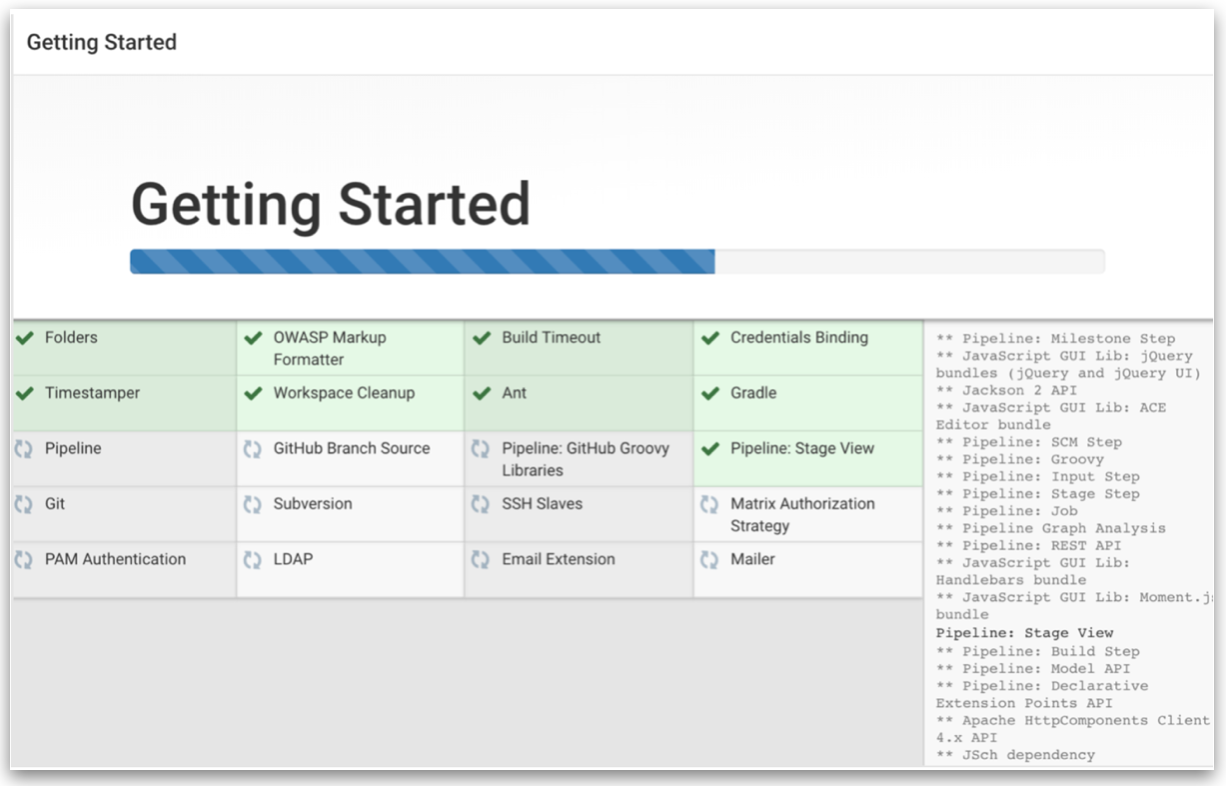 Getting Started
Getting Started
Folders
OWASP Markup
Formatter
Build Timeout
Credentials Binding
Timestamper
Workspace Cleanup
Ant
Gradle
Pipeline
GitHub Branch Source
Pipeline: GitHub Groovy
Libraries
Pipeline: Stage View
Git
Subversion
SSH Slaves
Matrix Authorization
Strategy
PAM Authentication
LDAP
Email Extension
Mailer
** Pipeline: Milestone Step
** JavaScript GUI Lib: jQuery
bundles (jQuery and jQuery UI)
** Jackson 2 API
** JavaScript GUI Lib: ACE
Editor bundle
** Pipeline: SCM Step
** Pipeline: Groovy
** Pipeline: Input Step
** Pipeline: Stage Step
** Pipeline: Job
** Pipeline Graph Analysis
** Pipeline: REST API
** JavaScript GUI Lib:
Handlebars bundle
** JavaScript GUI Lib: Moment.js
bundle
Pipeline: Stage View
** Pipeline: Build Step
** Pipeline: Model API
** Pipeline: Declarative
Extension Points API
** Apache HttpComponents Client
4.x API
** JSch dependency